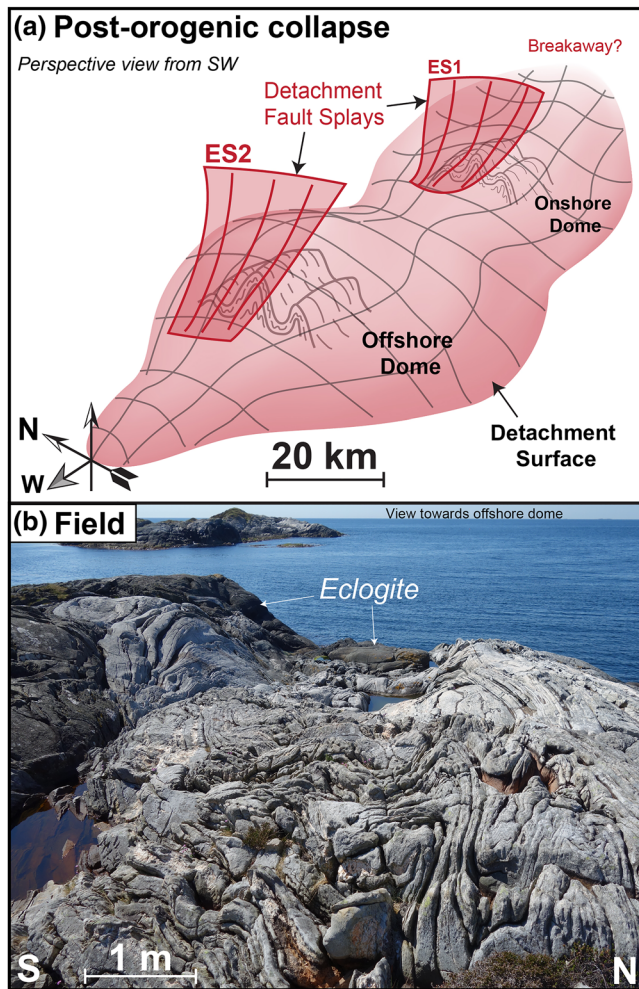 (a) Post-orogenic collapse
Perspective view from SW
Breakaway?
ES1
Detachment
Fault Splays
ES2
Onshore
Dome
Offshore
Dome
N
W
20 km
Detachment
Surface
(b) Field
View towards offshore dome
Eclogite
S
1 m
N